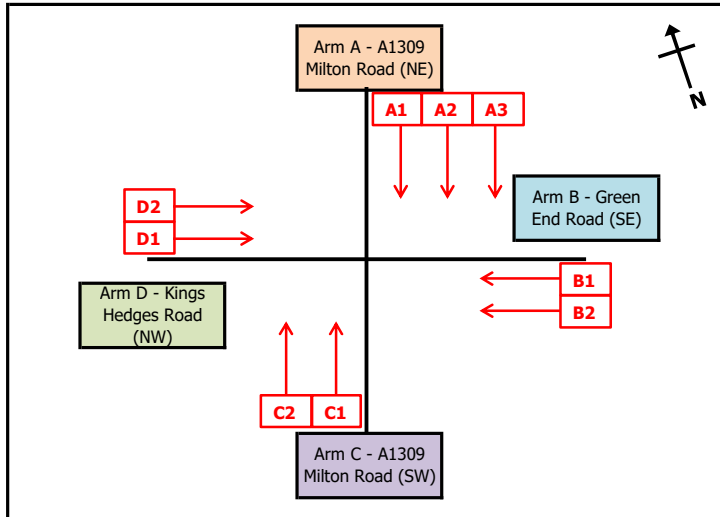 Arm A - A1309
Milton Road (NE)
A1 A2 A3
N
D2
D1
Arm B - Green
End Road (SE)
B1
B2
Arm D - Kings
Hedges Road
(NW)
C2 C1
Arm C - A1309
Milton Road (SW)